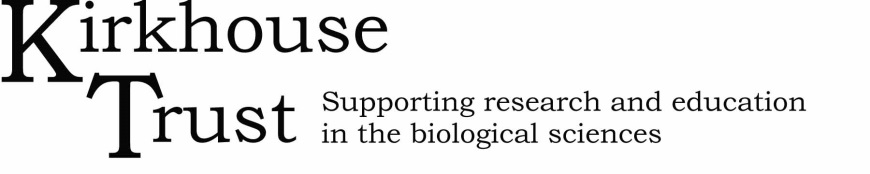 Kirkhouse
Trust
Supporting research and education
in the biological sciences